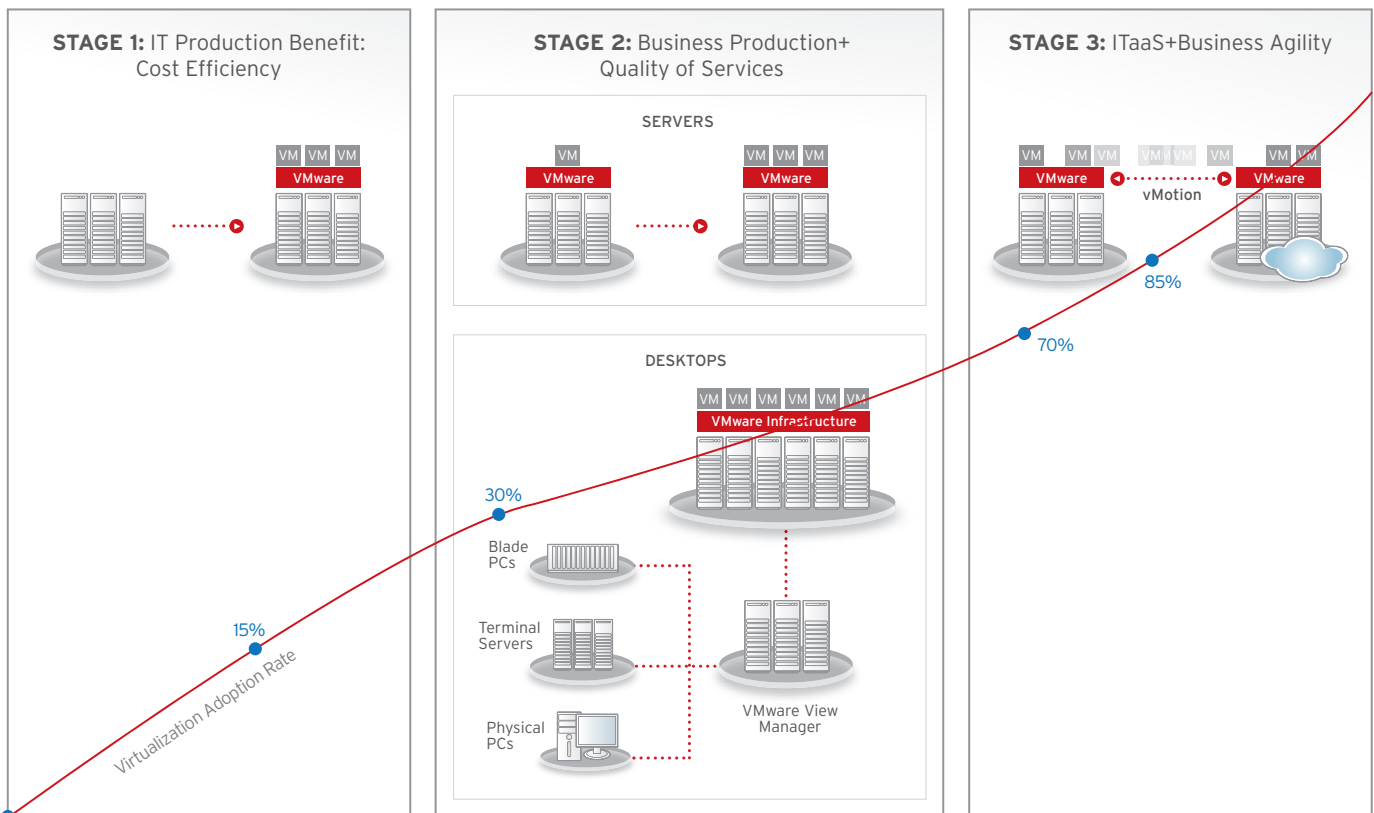 STAGE 1: IT Production Benefit:
Cost Efficiency
VM VM VM
VMware
15%
Virtualization Adoption Rate
STAGE 2: Business Production+
Quality of Services
SERVERS
VM
VMware
VM VM VM
VMware
DESKTOPS
VM VM VM VM VM VM
VMware Infrastructure
30%
Blade
PCs
Terminal
Servers
Physical
PCs
VMware View
Manager
STAGE 3: ITaaS+Business Agility
VM VM VM VM VM VM VM VM VM
VMware
vMotion
VMware
85%
70%